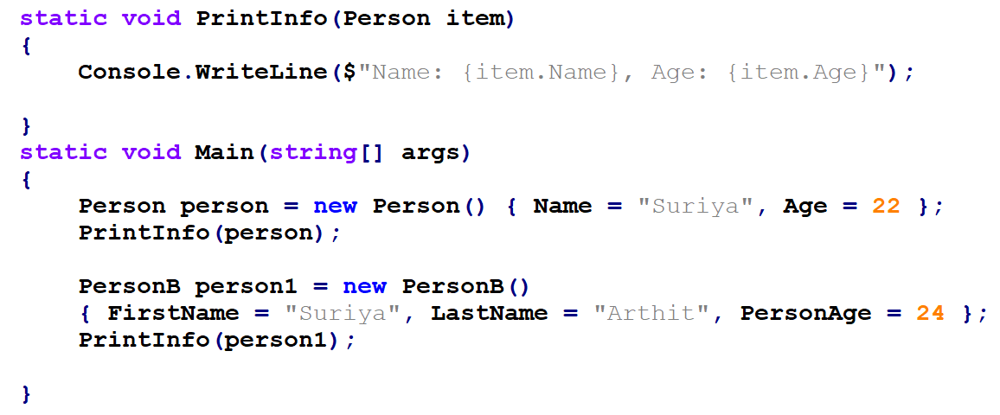 static void PrintInfo(Person item)
{
    Console.WriteLine($"Name: {item.Name}, Age: {item.Age}");
}
static void Main(string[] args)
{
    Person person = new Person() { Name = "Suriya", Age = 22 };
    PrintInfo(person);
    PersonB person1 = new PersonB()
    { FirstName = "Suriya", LastName = "Arthit", PersonAge = 24 };
    PrintInfo(person1);
}